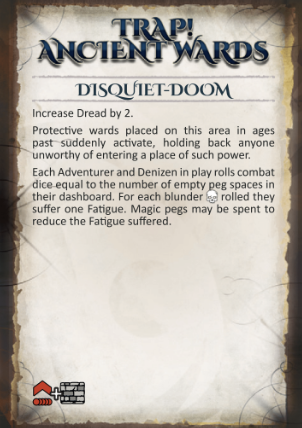 TRAP!
ANCIENT WARDS
DISQUIET-DOOM
Increase Dread by 2.
Protective wards placed on this area in ages
past suddenly activate, holding back anyone
unworthy of entering a place of such power.
Each Adventurer and Denizen in play rolls combat
dice equal to the number of empty peg spaces in
their dashboard. For each blunder rolled they
suffer one Fatigue. Magic pegs may be spent to
reduce the Fatigue suffered.
+